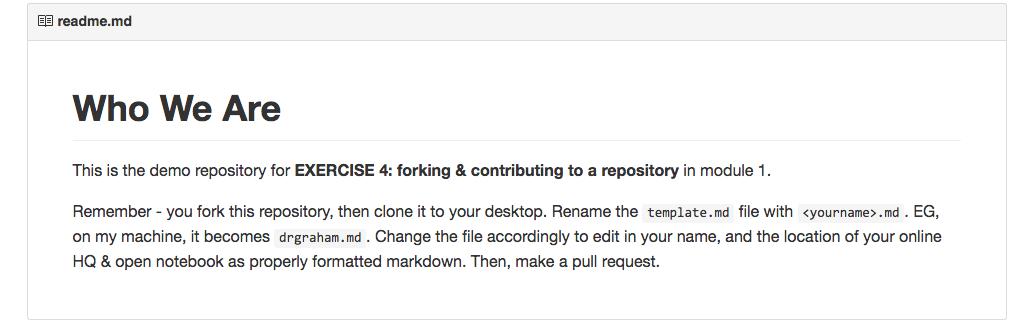 readme.md
Who We Are
This is the demo repository for EXERCISE 4: forking & contributing to a repository in module 1.
Remember - you fork this repository, then clone it to your desktop. Rename the template.md file with <yourname>.md . EG,
on my machine, it becomes drgraham.md . Change the file accordingly to edit in your name, and the location of your online
HQ & open notebook as properly formatted markdown. Then, make a pull request.